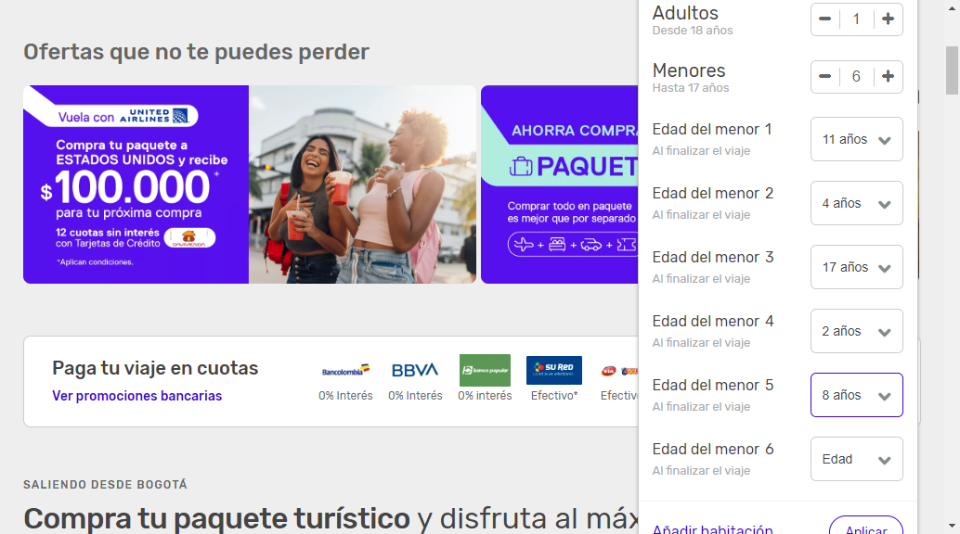 Ofertas que no te puedes perder
Vuela con UNITED AIRLINES
Compra tu paquete a
ESTADOS UNIDOS y recibe
$100.000+
para tu próxima compra
12 cuotas sin interés
con Tarjetas de Crédito
DAVIVIENDA
*Aplican condiciones.
AHORRA COMPRA
PAQUET
Comprar todo en paquete
es mejor que por separado
Adultos
Desde 18 años
1
Menores
Hasta 17 años
6
Edad del menor 1
Al finalizar el viaje
11 años
Edad del menor 2
Al finalizar el viaje
4 años
Edad del menor 3
Al finalizar el viaje
17 años
Edad del menor 4
Al finalizar el viaje
2 años
Edad del menor 5
Al finalizar el viaje
8 años
Edad del menor 6
Al finalizar el viaje
Edad
Añadir habitación
Aplicar
Paga tu viaje en cuotas
Ver promociones bancarias
Bancolombia
0% Interés
BBVA
0% Interés
banco popular
0% interés
SU RED
Efectivo*
Efectiv
SALIENDO DESDE BOGOTÁ
Compra tu paquete turístico y disfruta al máx